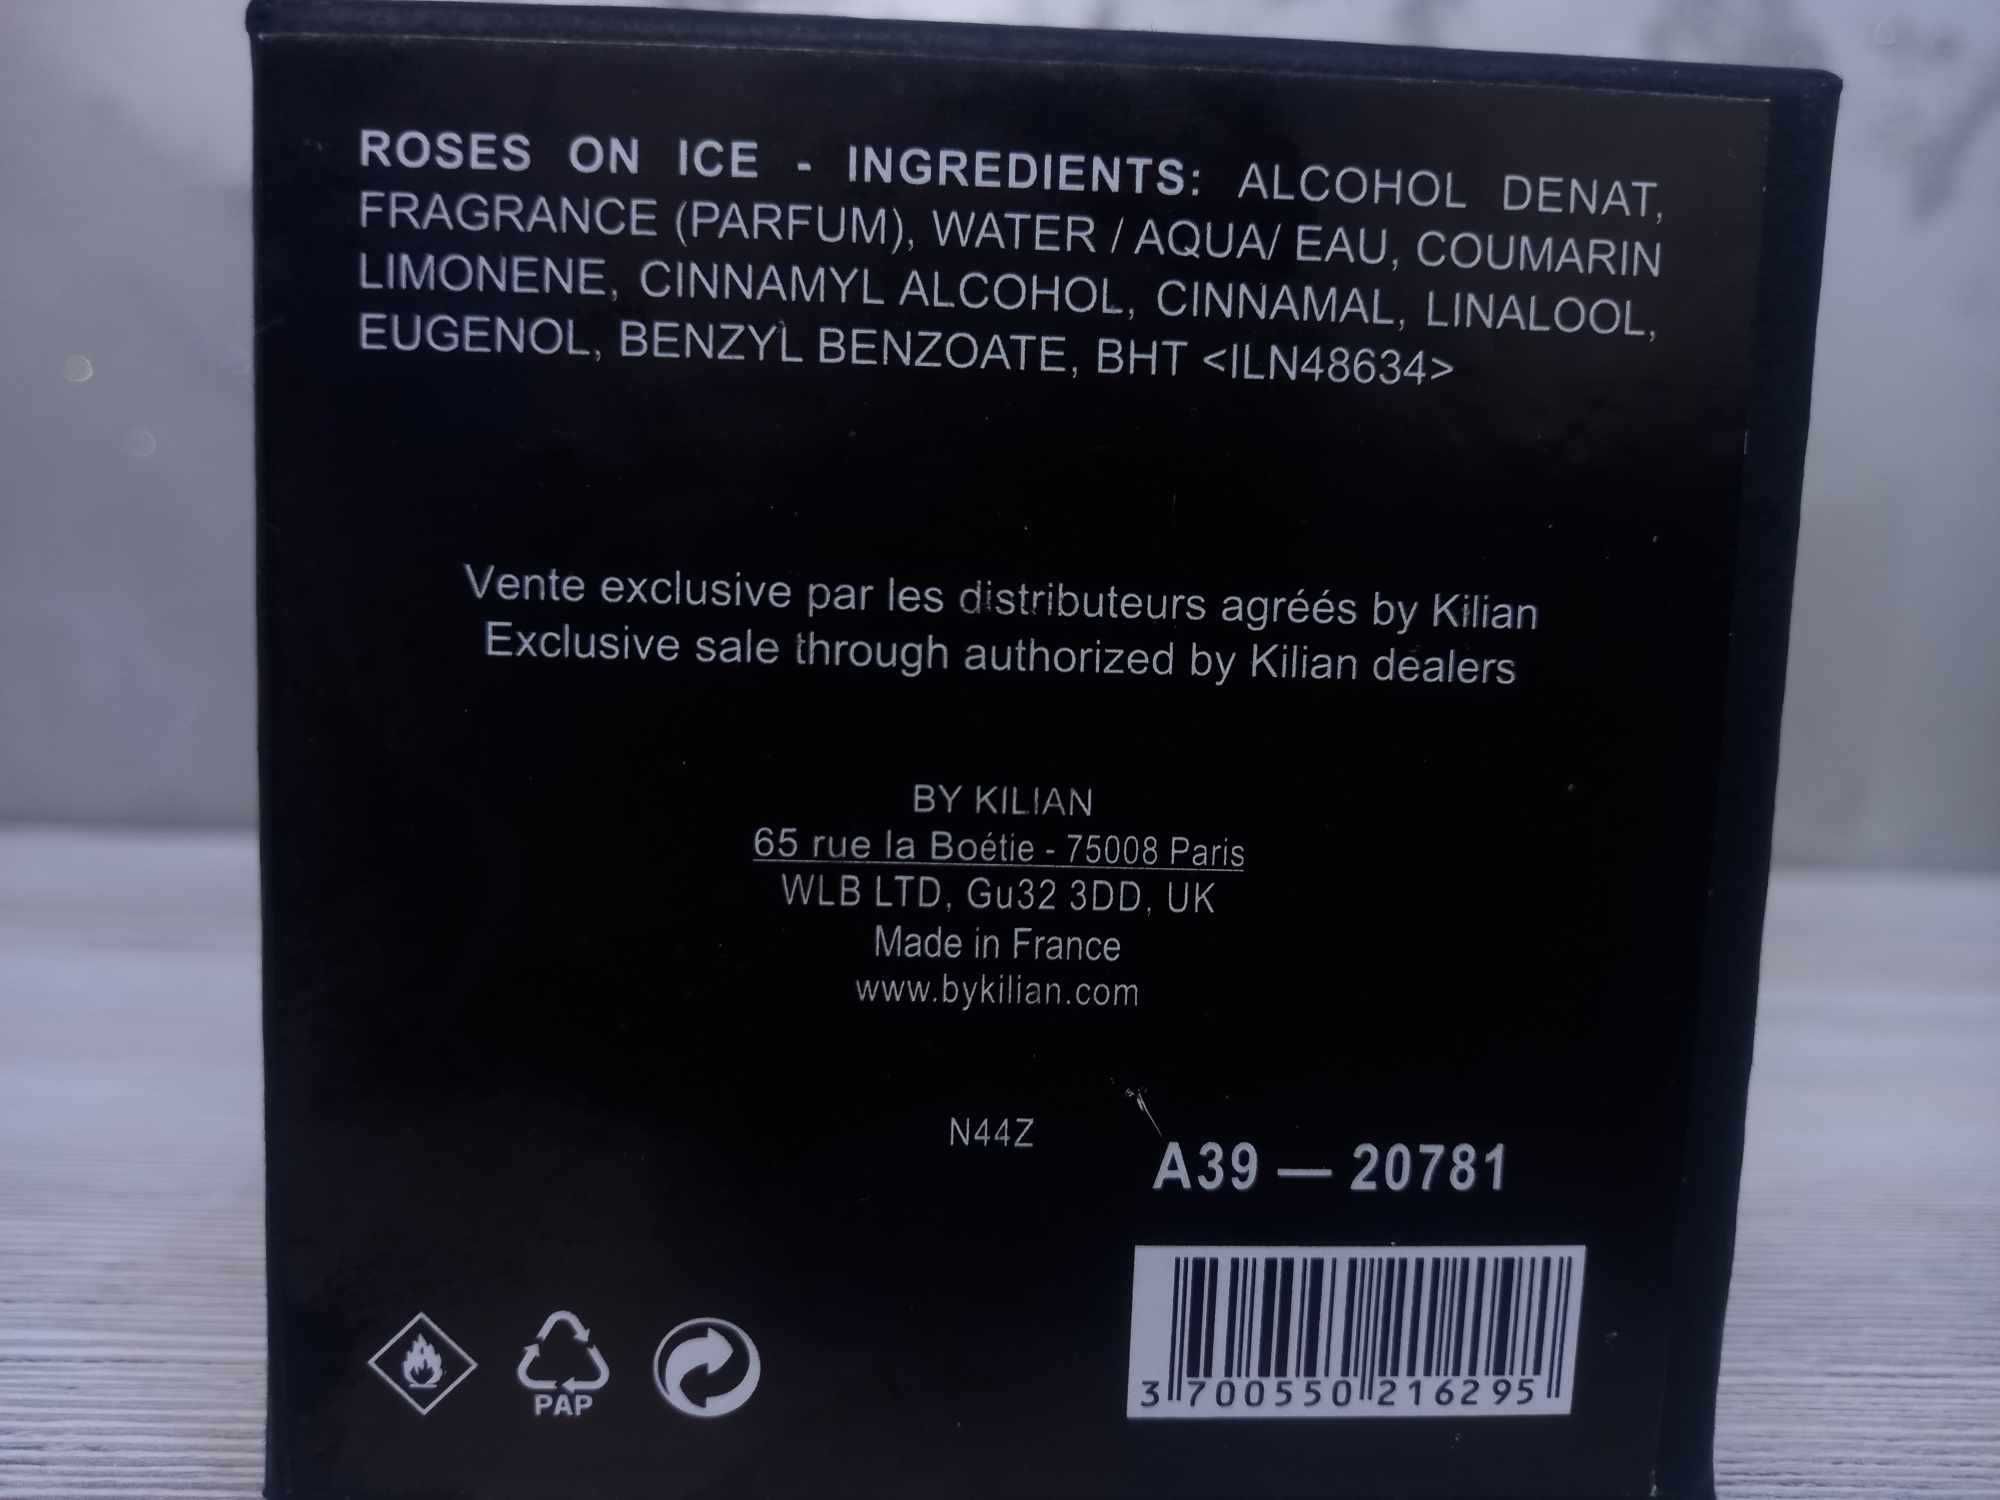 ROSES ON ICE - INGREDIENTS: ALCOHOL DENAT,
FRAGRANCE (PARFUM), WATER / AQUA/ EAU, COUMARIN
LIMONENE, CINNAMYL ALCOHOL, CINNAMAL, LINALOOL,
EUGENOL, BENZYL BENZOATE, BHT <ILN48634>
Vente exclusive par les distributeurs agréés by Kilian
Exclusive sale through authorized by Kilian dealers
BY KILIAN
65 rue la Boétie - 75008 Paris
WLB LTD, Gu32 3DD, UK
Made in France
www.bykilian.com
N44Z
A39 — 20781
PAP
3 700550 216295